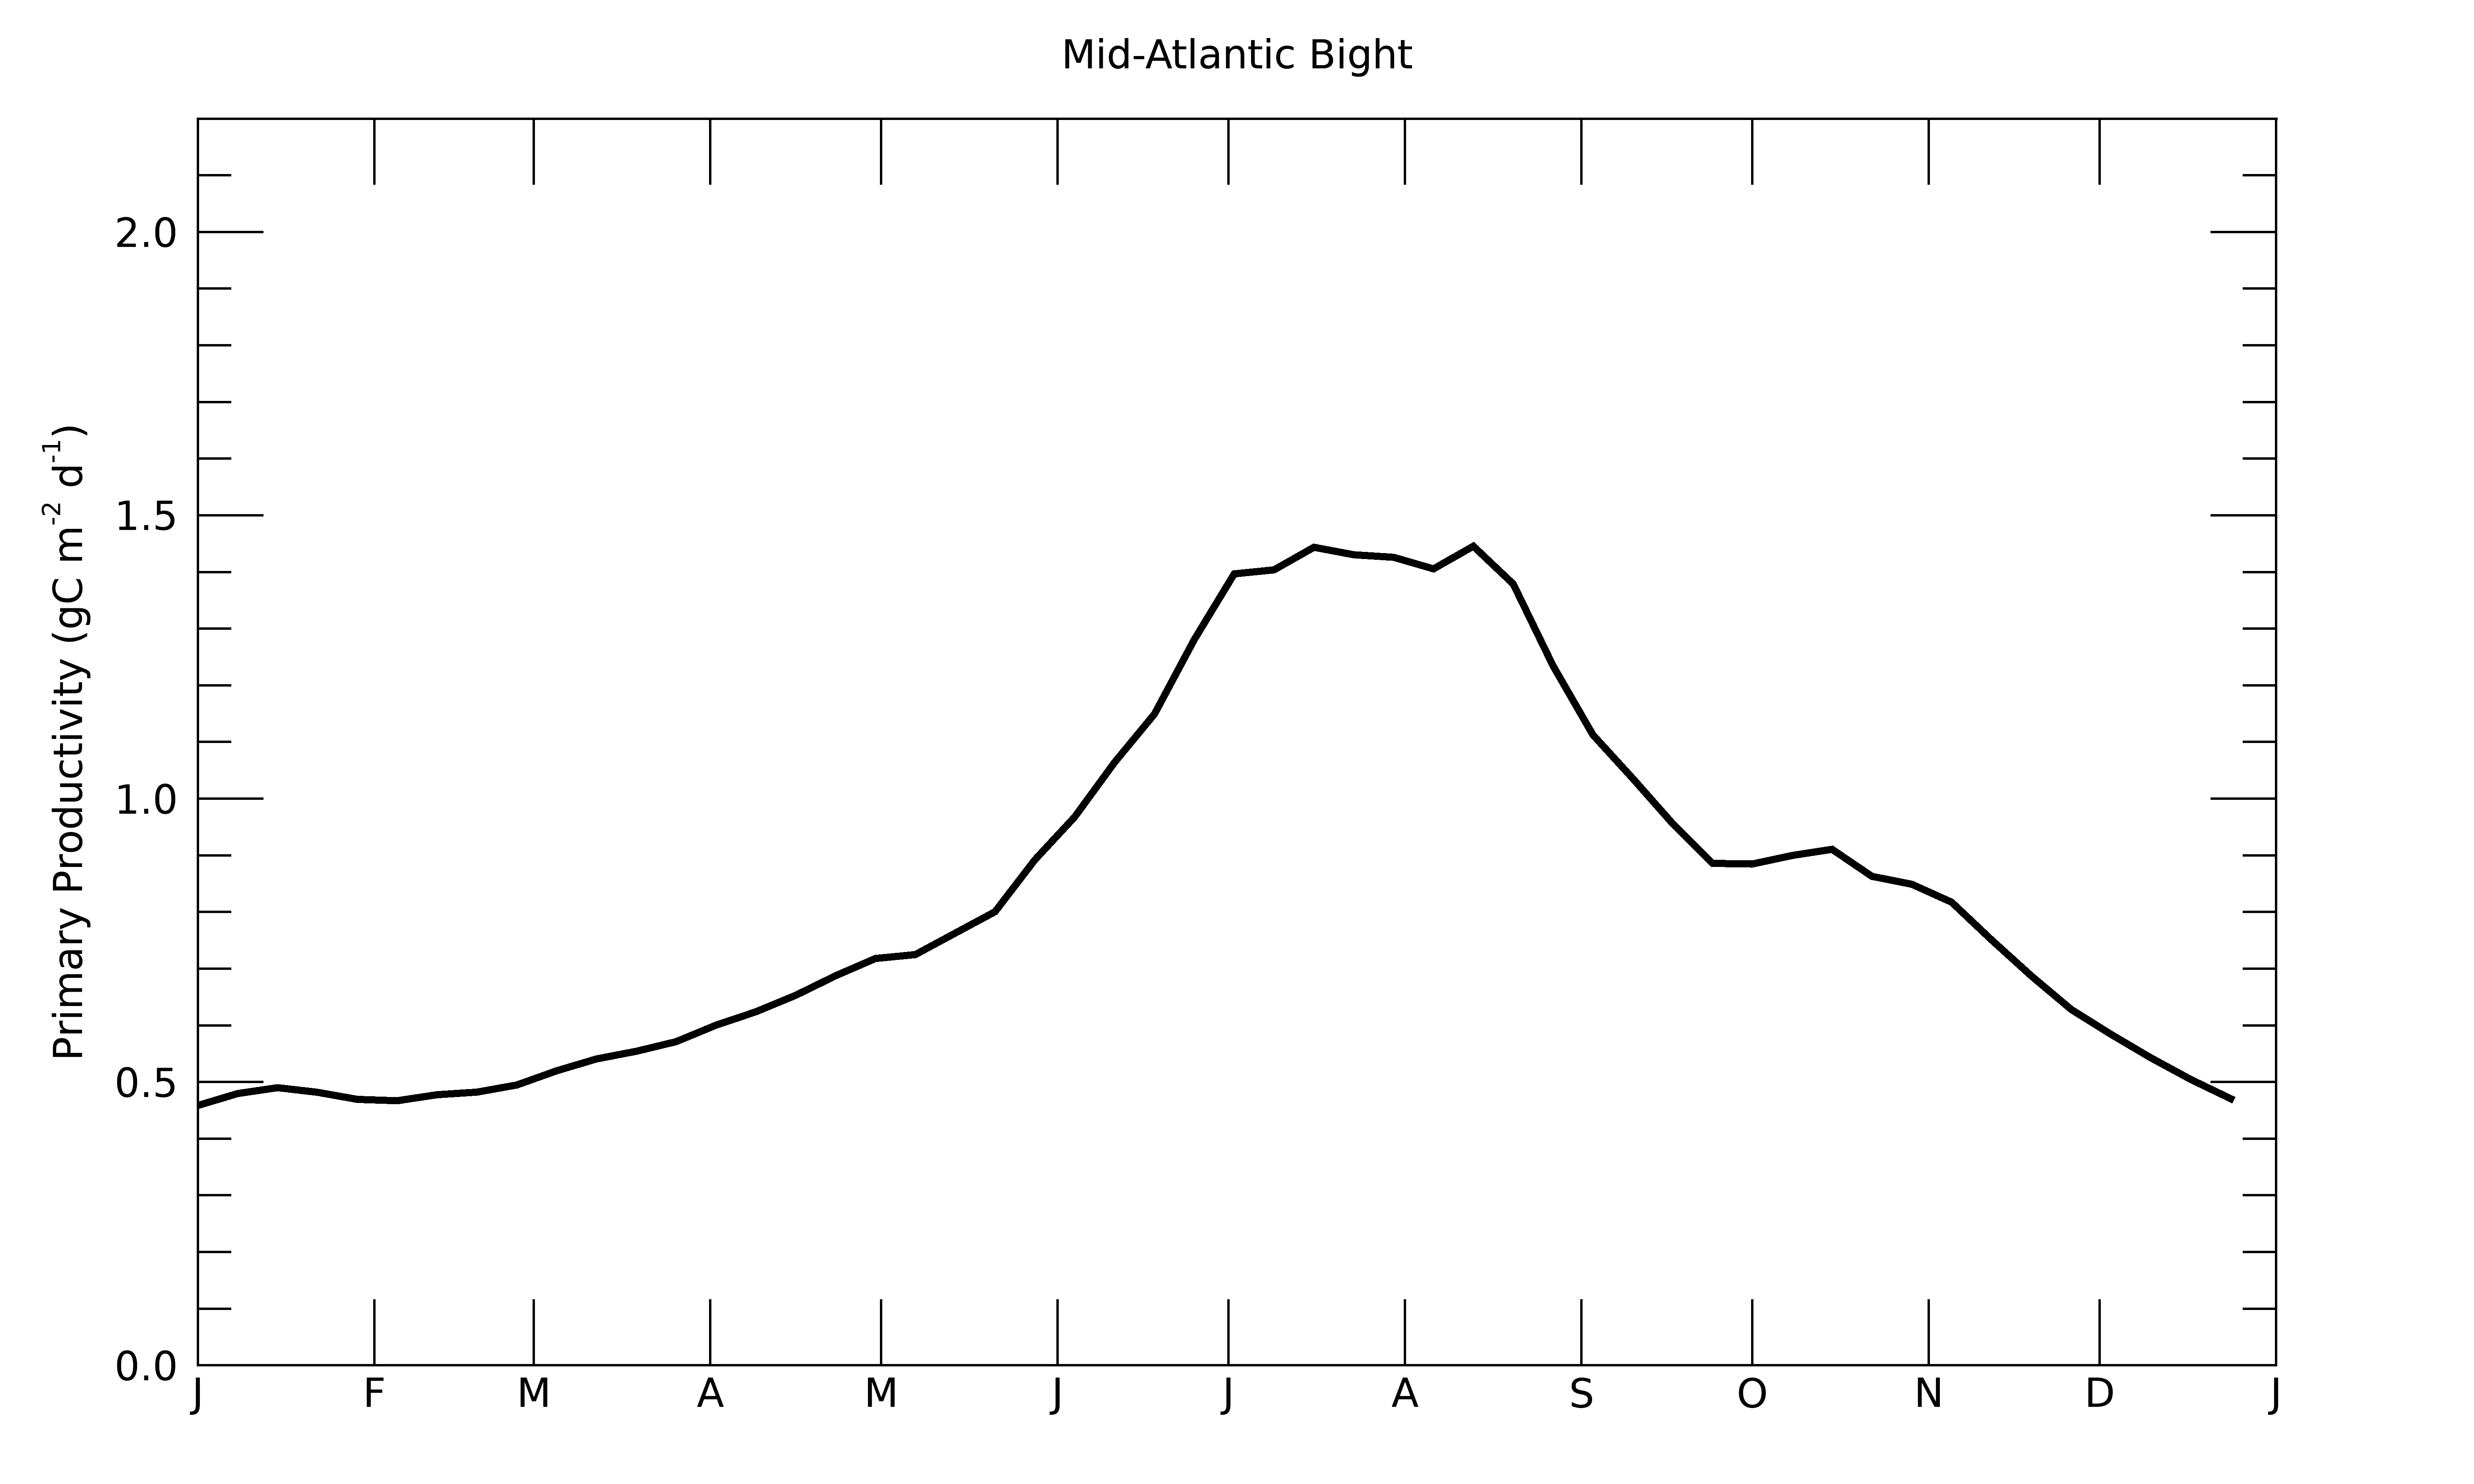 Mid-Atlantic Bight
Primary Productivity (gC m⁻² d⁻¹)
2.0
1.5
1.0
0.5
0.0
J F M A M J J A S O N D J